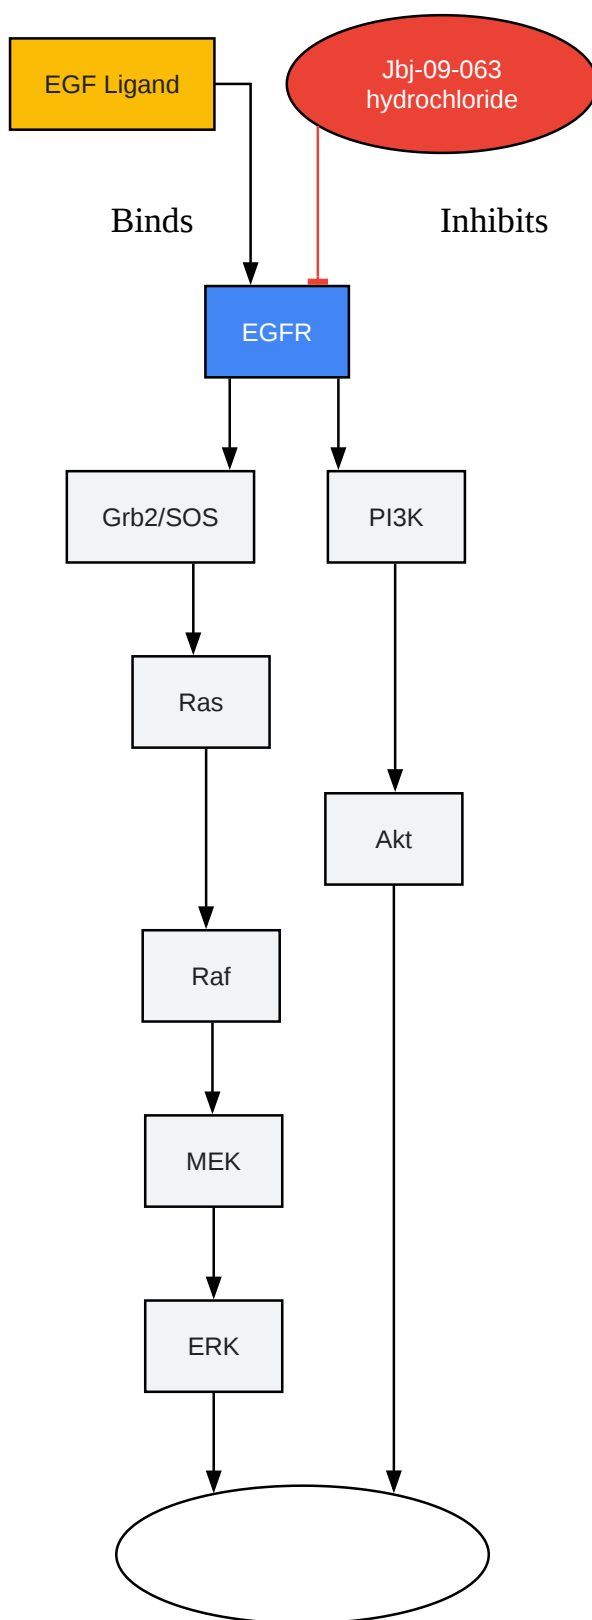 EGF Ligand
Jbj-09-063
hydrochloride
Binds
Inhibits
EGFR
Grb2/SOS
PI3K
Ras
Akt
Raf
MEK
ERK